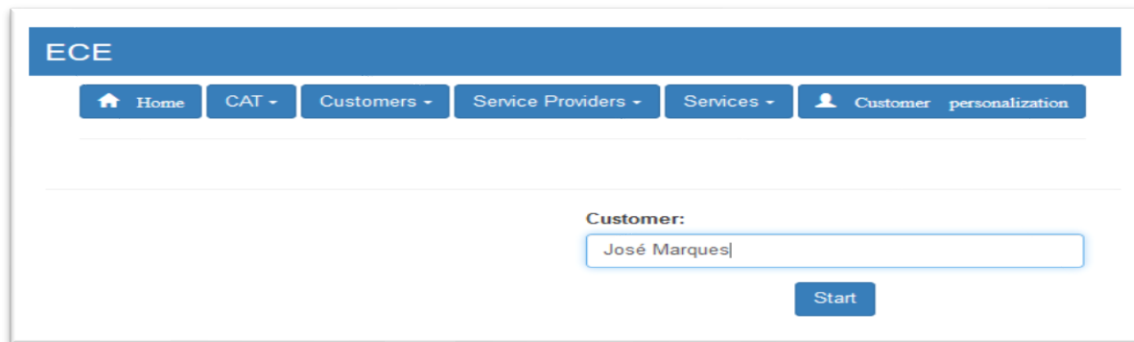 ECE
Home CAT Customers Service Providers Services Customer personalization
Customer:
José Marques
Start